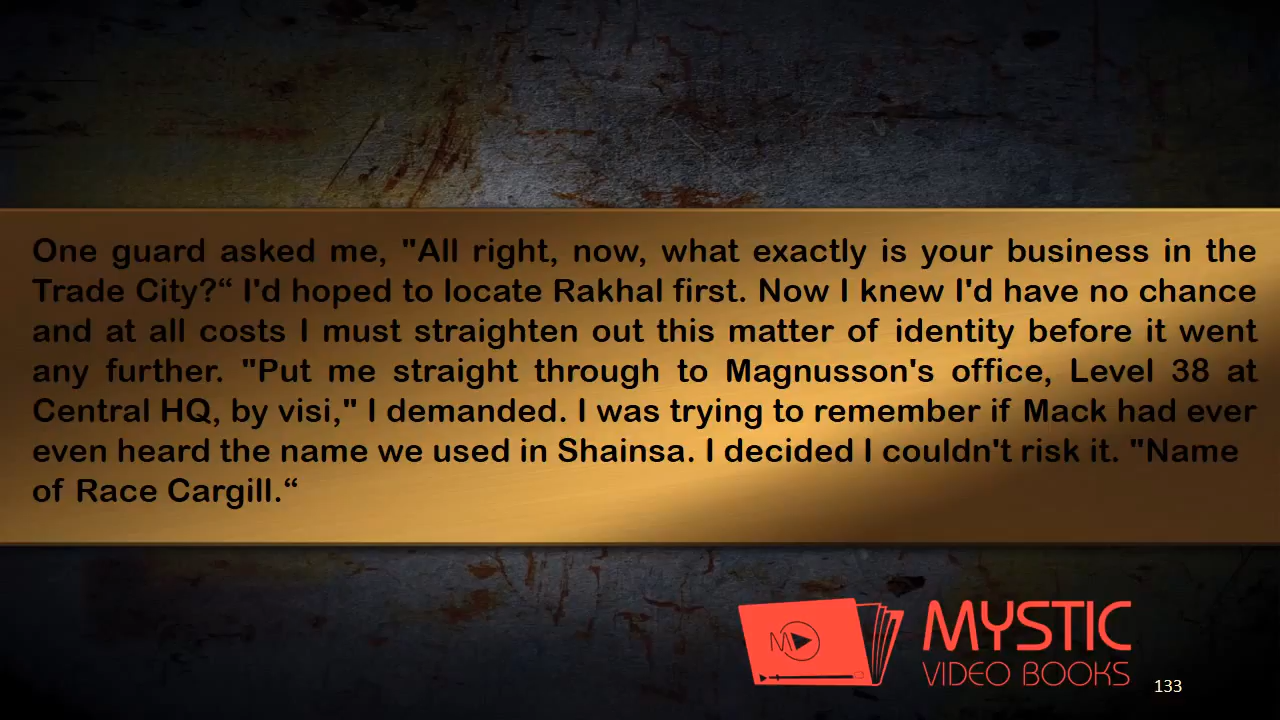 One guard asked me, "All right, now, what exactly is your business in the
Trade City?“ I'd hoped to locate Rakhal first. Now I knew I'd have no chance
and at all costs I must straighten out this matter of identity before it went
any further. "Put me straight through to Magnusson's office, Level 38 at
Central HQ, by visi," I demanded. I was trying to remember if Mack had ever
even heard the name we used in Shainsa. I decided I couldn't risk it. "Name
of Race Cargill.“
M
MYSTIC
VIDEO BOOKS
133